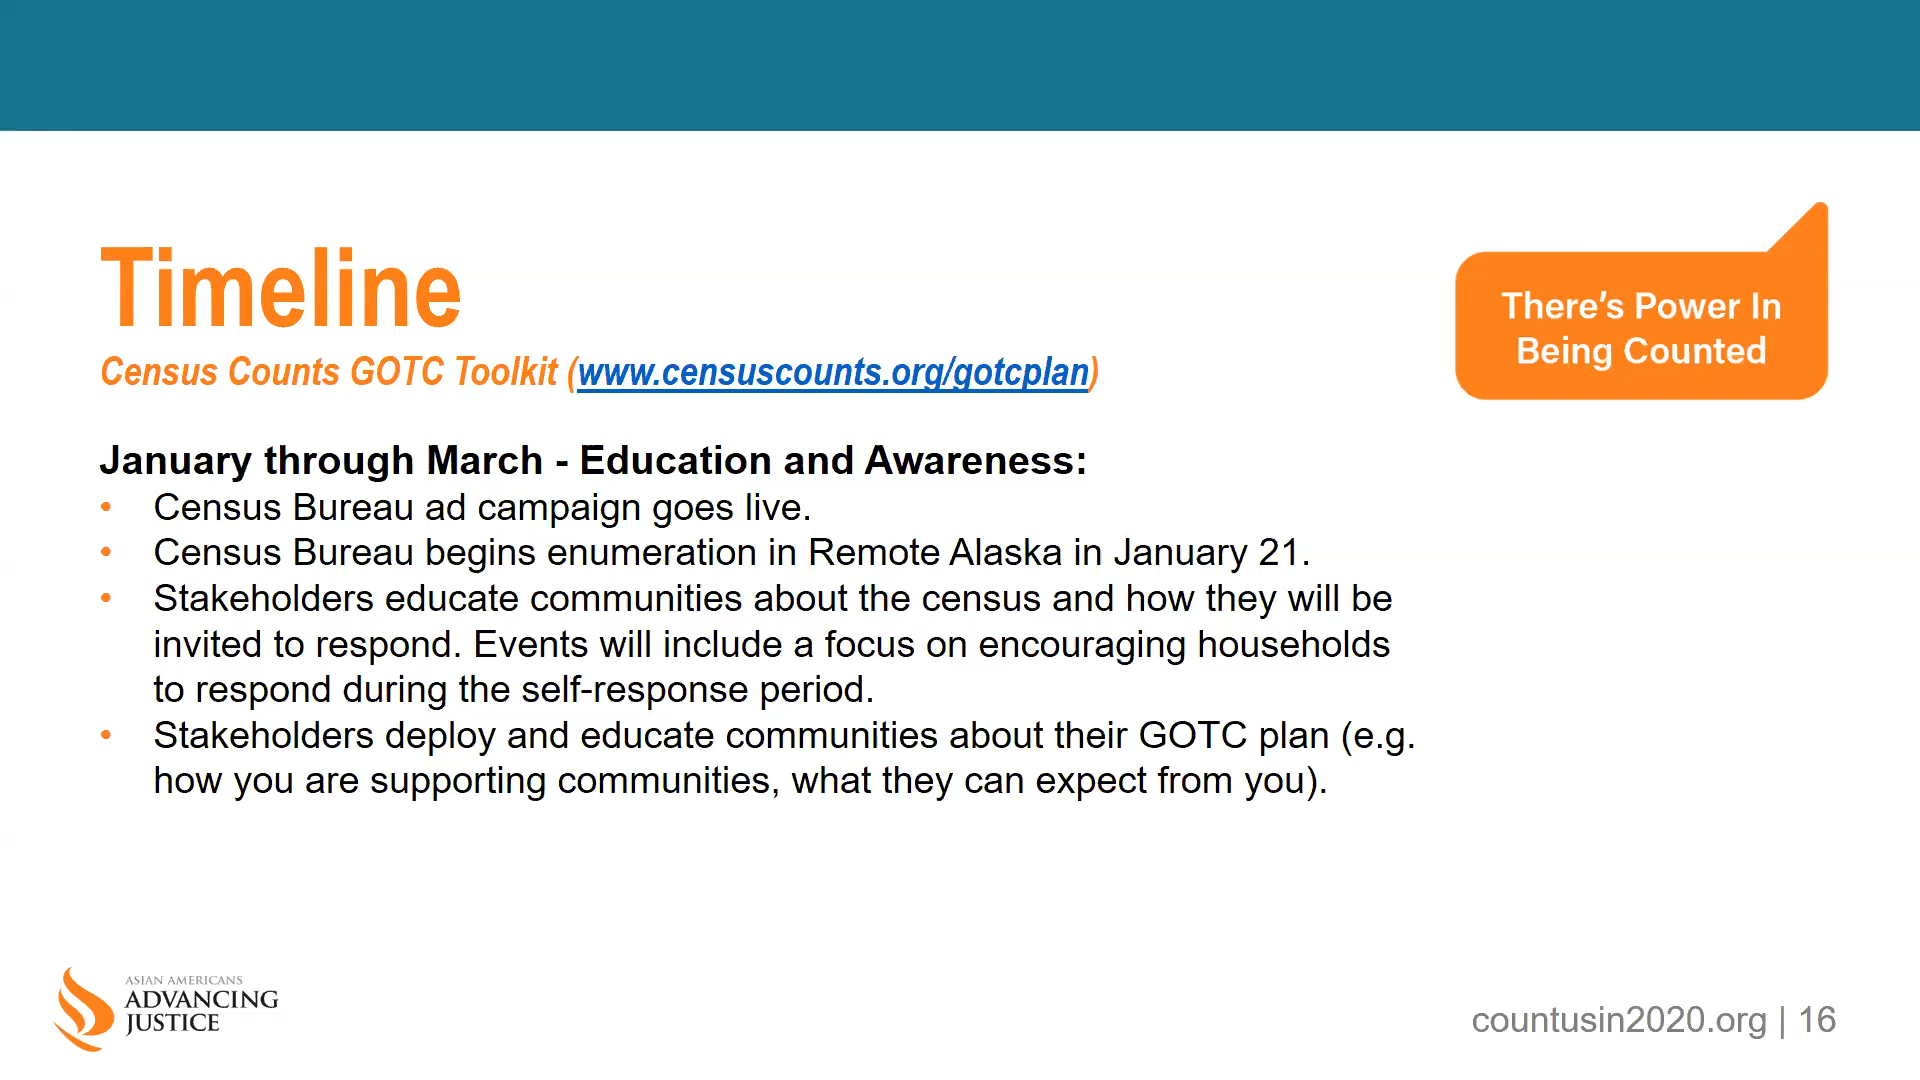 Timeline
Census Counts GOTC Toolkit (www.censuscounts.org/gotcplan)
There's Power In
Being Counted
January through March - Education and Awareness:
• Census Bureau ad campaign goes live.
• Census Bureau begins enumeration in Remote Alaska in January 21.
• Stakeholders educate communities about the census and how they will be
invited to respond. Events will include a focus on encouraging households
to respond during the self-response period.
• Stakeholders deploy and educate communities about their GOTC plan (e.g.
how you are supporting communities, what they can expect from you).
ASIAN AMERICANS
ADVANCING
JUSTICE
countusin2020.org | 16